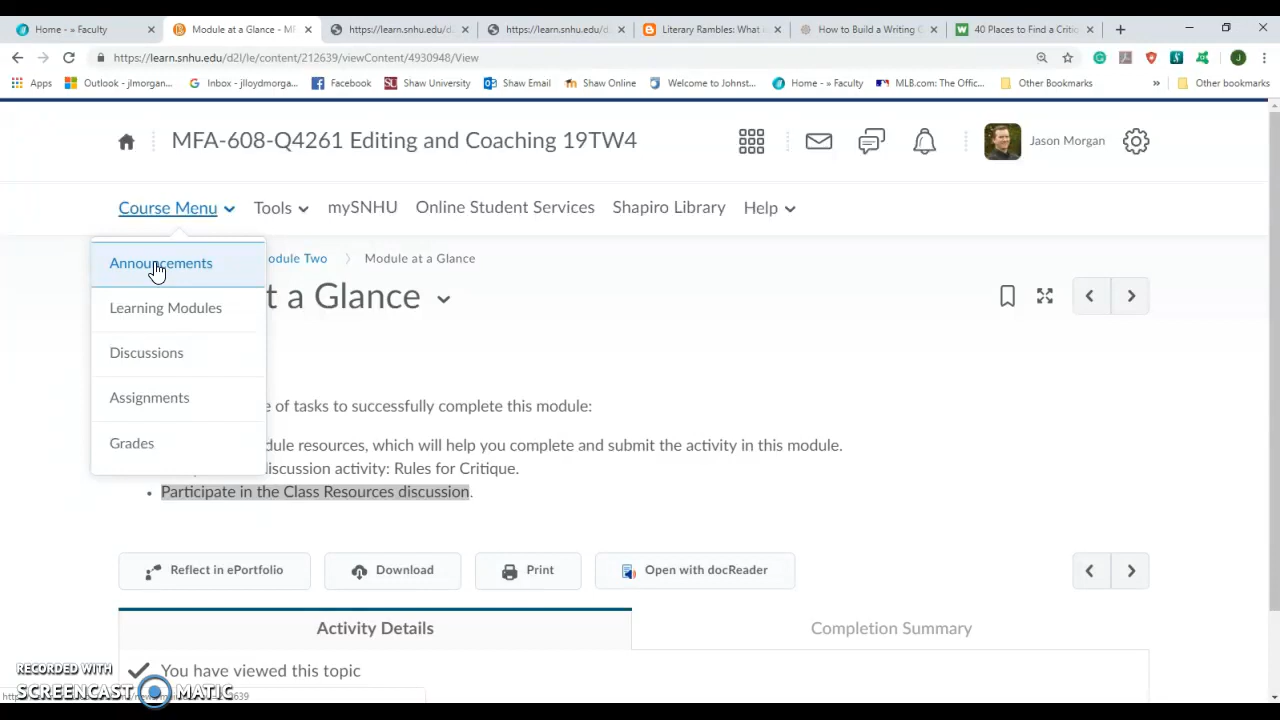 Home - » Faculty
Module at a Glance - MF
https://learn.snhu.edu/d
https://learn.snhu.edu/d
Literary Rambles: What
How to Build a Writing C
40 Places to Find a Critiq
https://learn.snhu.edu/d2l/le/content/212639/viewContent/4930948/View
Apps
Outlook - jlmorgan...
Inbox - jlloydmorga...
Facebook
Shaw University
Shaw Email
Shaw Online
Welcome to Johnst...
Home - » Faculty
MLB.com: The Offic...
Other Bookmarks
»
Other bookmarks
MFA-608-Q4261 Editing and Coaching 19TW4
Jason Morgan
Course Menu
Tools
mySNHU
Online Student Services
Shapiro Library
Help
Announcements
Learning Modules
Discussions
Assignments
Grades
odule Two
Module at a Glance
t a Glance
e of tasks to successfully complete this module:
dule resources, which will help you complete and submit the activity in this module.
iscussion activity: Rules for Critique.
• Participate in the Class Resources discussion.
Reflect in ePortfolio
Download
Print
Open with docReader
Activity Details
Completion Summary
You have viewed this topic
RECORDED WITH
SCREENCAST MATIC